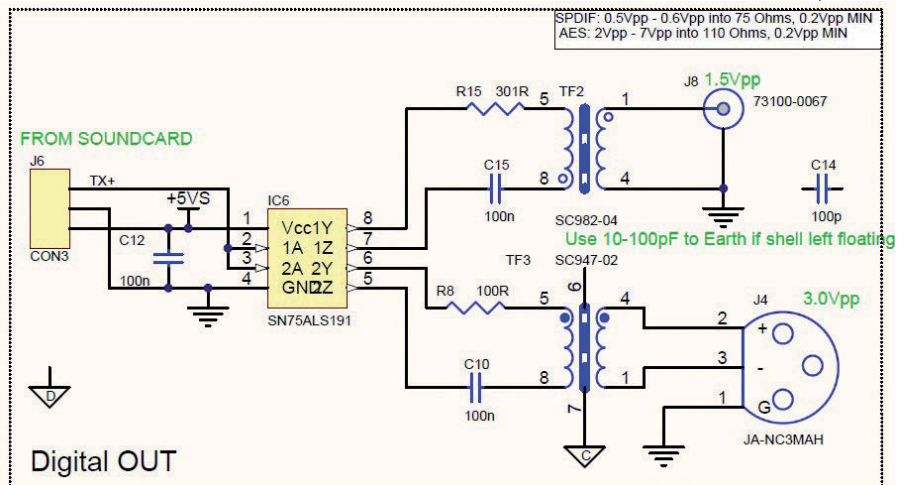 SPDIF: 0.5Vpp - 0.6Vpp into 75 Ohms, 0.2Vpp MIN
AES: 2Vpp - 7Vpp into 110 Ohms, 0.2Vpp MIN
J8 1.5Vpp
R15 301R
TF2
5
1
73100-0067
FROM SOUNDCARD
J6
TX+
+5VS
C15
C14
8
4
IC6
100n
100p
1 Vcc 1Y 8
2 1A 1Z 7
3 2A 2Y 6
4 GND 2Z 5
C12
CON3
100n
SN75ALS191
SC982-04
Use 10-100pF to Earth if shell left floating
TF3
SC947-02
R8 100R
5
6
4
J4
3.0Vpp
2
+
C10
3
-
8
1
100n
7
1
G
D
C
JA-NC3MAH
Digital OUT